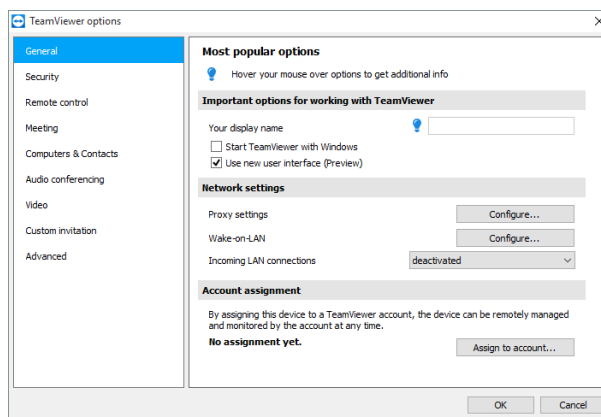 TeamViewer options
General
Security
Remote control
Meeting
Computers & Contacts
Audio conferencing
Video
Custom invitation
Advanced
Most popular options
Hover your mouse over options to get additional info
Important options for working with TeamViewer
Your display name
Start TeamViewer with Windows
Use new user interface (Preview)
Network settings
Proxy settings
Configure...
Wake-on-LAN
Configure...
Incoming LAN connections
deactivated
Account assignment
By assigning this device to a TeamViewer account, the device can be remotely managed
and monitored by the account at any time.
No assignment yet.
Assign to account...
OK
Cancel